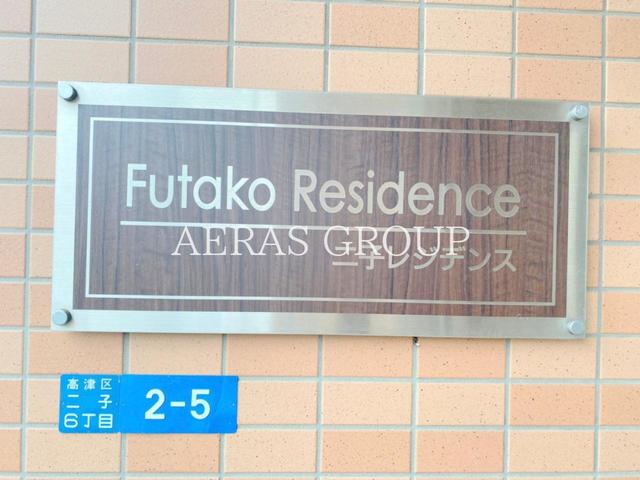 Futako Residence
AERAS GROUP
二子レジデンス
高津区
二子
6丁目
2-5